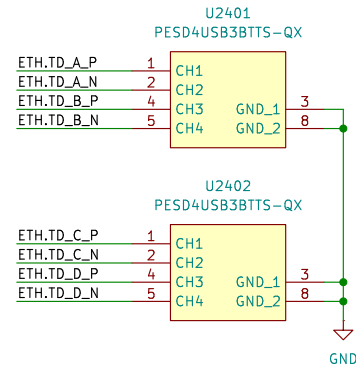 U2401
PESD4USB3BTTS-QX
ETH.TD_A_P 1 CH1
ETH.TD_A_N 2 CH2
ETH.TD_B_P 4 CH3 GND_1 3
ETH.TD_B_N 5 CH4 GND_2 8
U2402
PESD4USB3BTTS-QX
ETH.TD_C_P 1 CH1
ETH.TD_C_N 2 CH2
ETH.TD_D_P 4 CH3 GND_1 3
ETH.TD_D_N 5 CH4 GND_2 8
GND